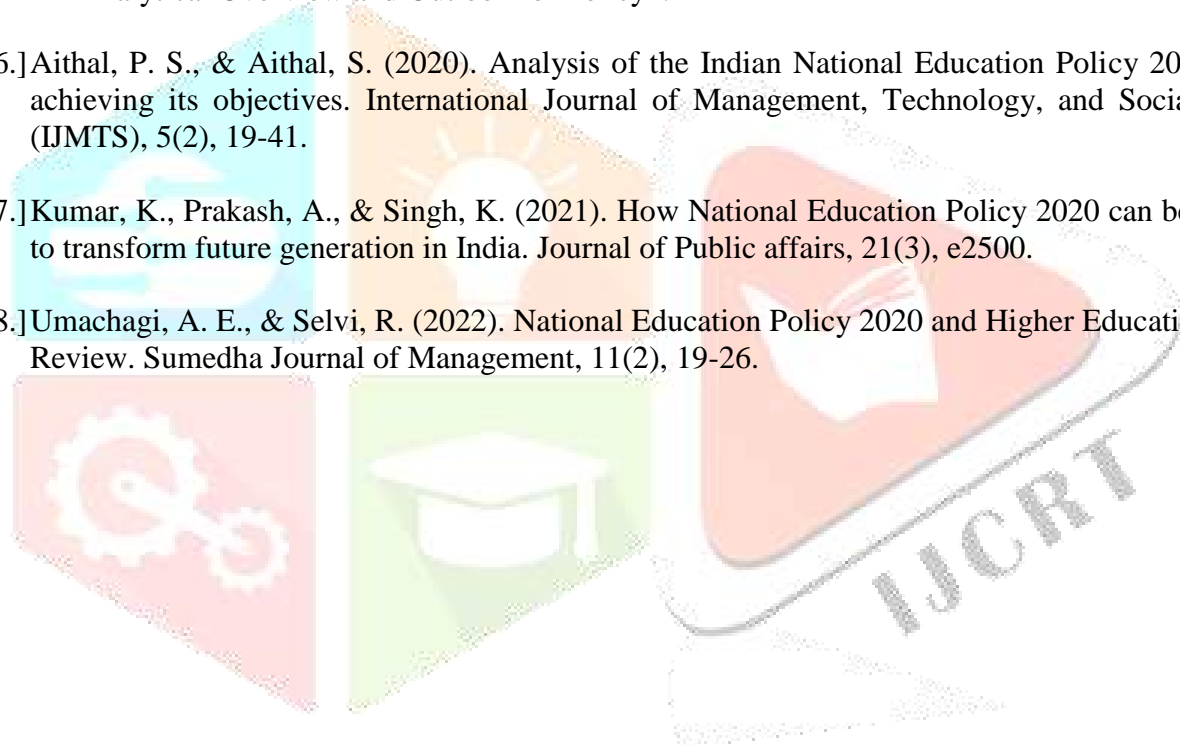 6.] Aithal, P. S., & Aithal, S. (2020). Analysis of the Indian National Education Policy 20
achieving its objectives. International Journal of Management, Technology, and Socia
(IJMTS), 5(2), 19-41.
7.] Kumar, K., Prakash, A., & Singh, K. (2021). How National Education Policy 2020 can be
to transform future generation in India. Journal of Public affairs, 21(3), e2500.
8.] Umachagi, A. E., & Selvi, R. (2022). National Education Policy 2020 and Higher Educati
Review. Sumedha Journal of Management, 11(2), 19-26.
IJCRT